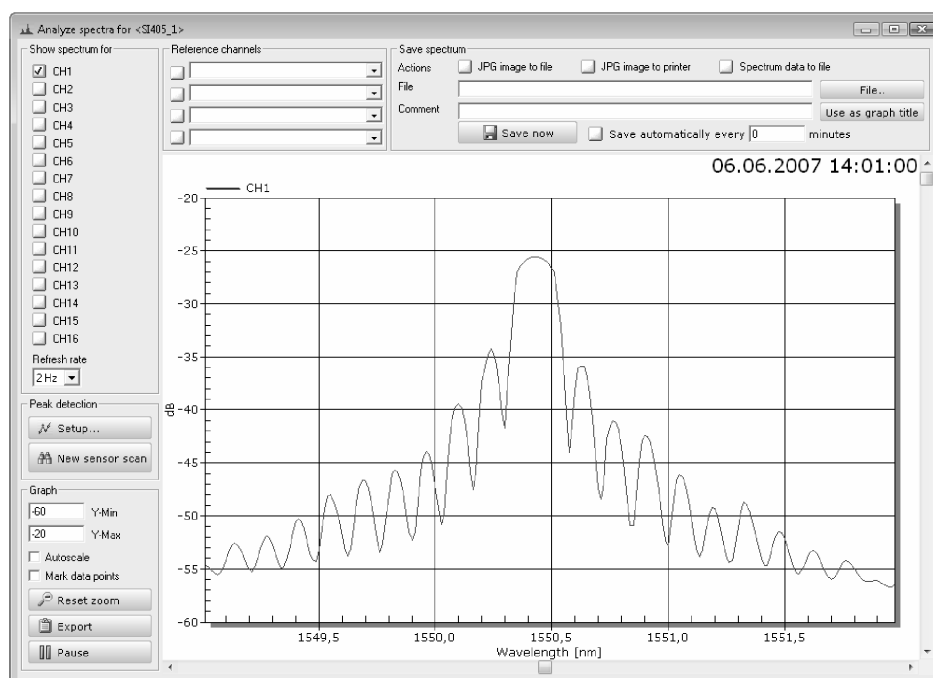 Analyze spectra for <SI405_1>
Show spectrum for
CH1
CH2
CH3
CH4
CH5
CH6
CH7
CH8
CH9
CH10
CH11
CH12
CH13
CH14
CH15
CH16
Refresh rate
2 Hz
Peak detection
Setup...
New sensor scan
Graph
-60 Y-Min
-20 Y-Max
Autoscale
Mark data points
Reset zoom
Export
Pause
Reference channels
Save spectrum
Actions JPG image to file JPG image to printer Spectrum data to file
File File..
Comment Use as graph title
Save now Save automatically every 0 minutes
06.06.2007 14:01:00
CH1
-20
-25
-30
-35
-40
-45
-50
-55
-60
dB
1549,5 1550,0 1550,5 1551,0 1551,5
Wavelength [nm]